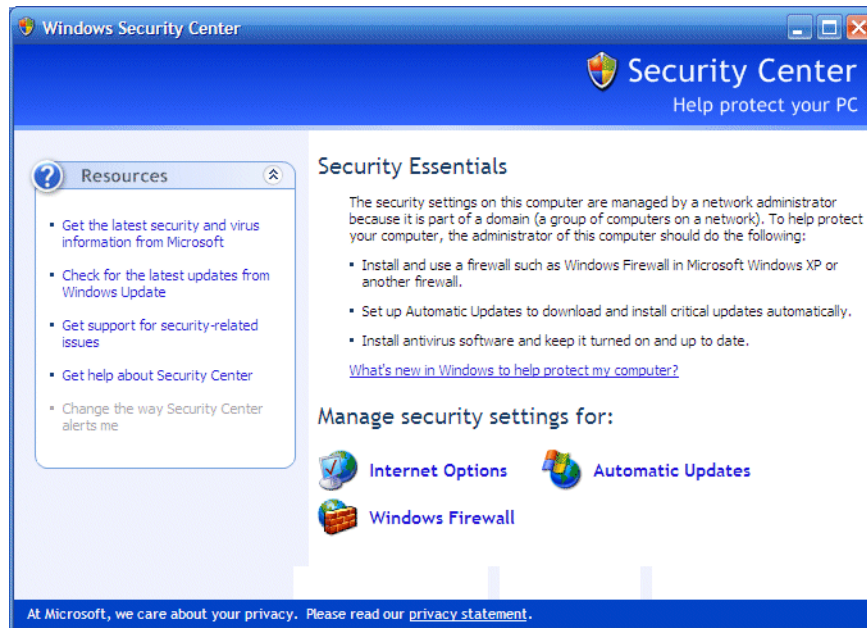 Windows Security Center
Security Center
Help protect your PC
Resources
Get the latest security and virus
information from Microsoft
Check for the latest updates from
Windows Update
Get support for security-related
issues
Get help about Security Center
Change the way Security Center
alerts me
Security Essentials
The security settings on this computer are managed by a network administrator
because it is part of a domain (a group of computers on a network). To help protect
your computer, the administrator of this computer should do the following:
Install and use a firewall such as Windows Firewall in Microsoft Windows XP or
another firewall.
Set up Automatic Updates to download and install critical updates automatically.
Install antivirus software and keep it turned on and up to date.
What's new in Windows to help protect my computer?
Manage security settings for:
Internet Options
Automatic Updates
Windows Firewall
At Microsoft, we care about your privacy. Please read our privacy statement.